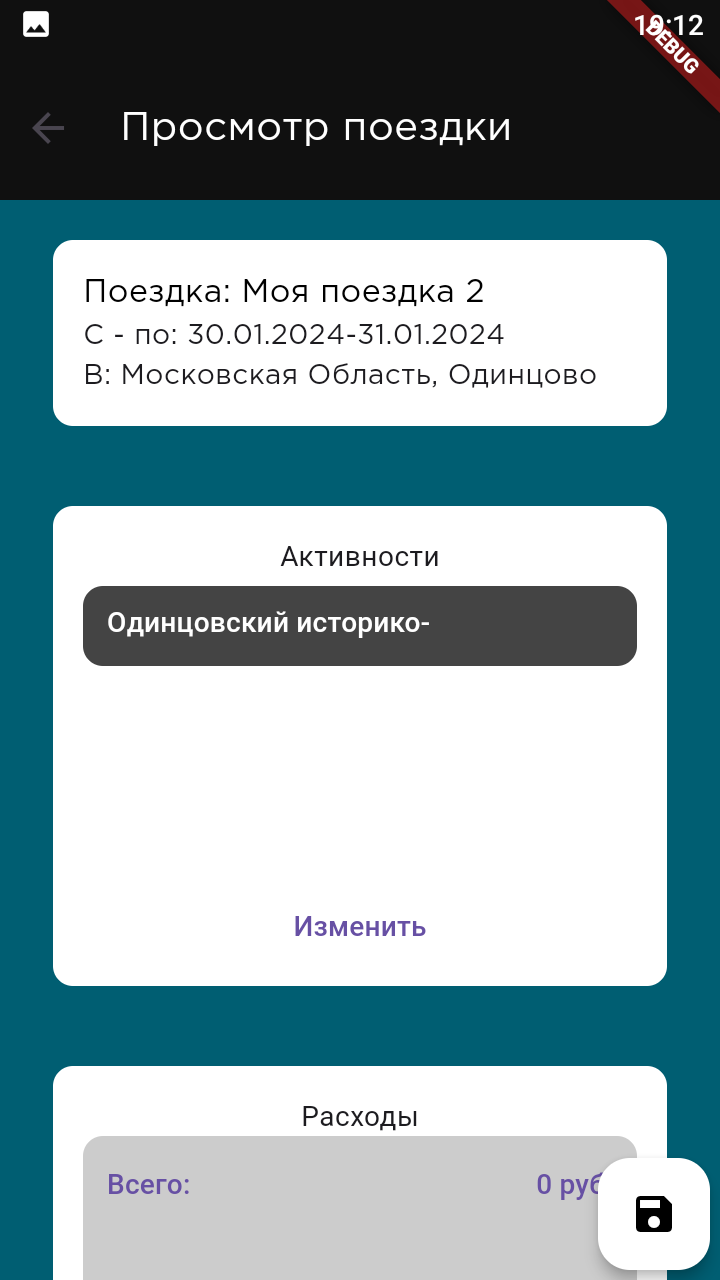 19:12
DEBUG
Просмотр поездки
Поездка: Моя поездка 2
С - по: 30.01.2024-31.01.2024
В: Московская Область, Одинцово
Активности
Одинцовский историко-
Изменить
Расходы
Всего: 0 руб